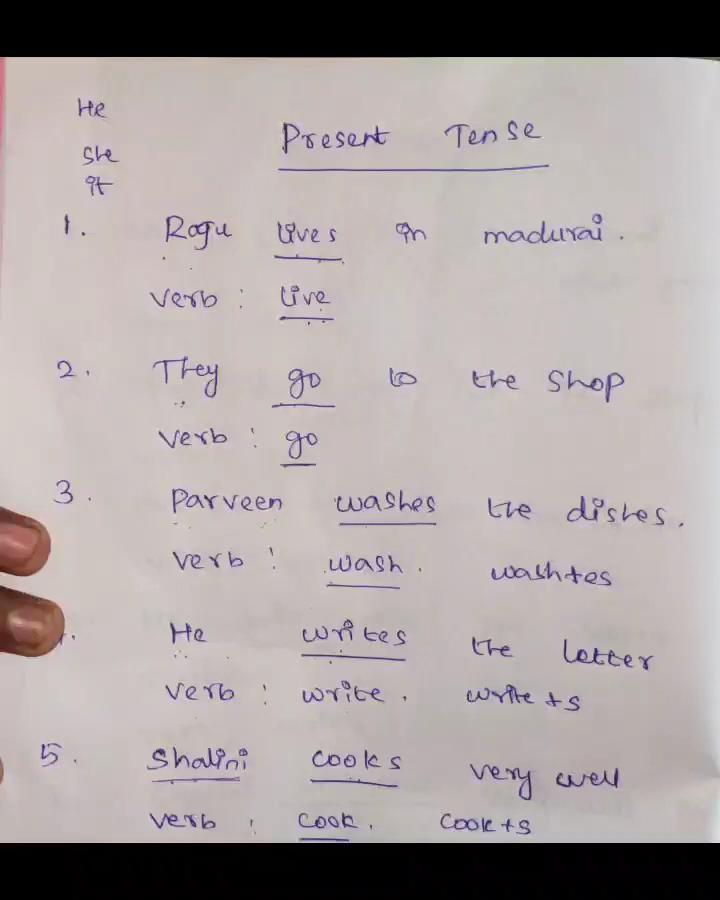 He
She
It
Present Tense
1. Ragu lives in madurai.
verb : live
2. They go to the shop
verb : go
3. Parveen washes the dishes.
verb : wash. wash+es
He writes the letter
verb : write. write+s
5. Shalini cooks very well
verb : cook. cook+s